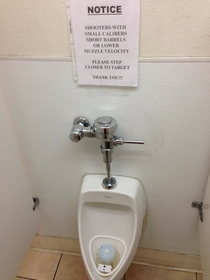 NOTICE
SHOOTERS WITH
SMALL CALIBERS
SHORT BARRELS
OR LOWER
MUZZLE VELOCITY
PLEASE STEP
CLOSER TO TARGET
THANK YOU!!!